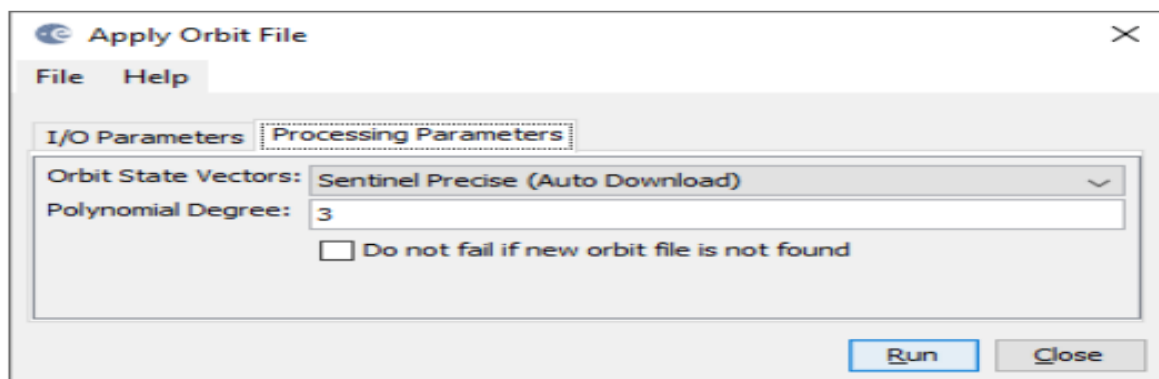 Apply Orbit File
File Help
I/O Parameters Processing Parameters
Orbit State Vectors: Sentinel Precise (Auto Download)
Polynomial Degree: 3
Do not fail if new orbit file is not found
Run Close